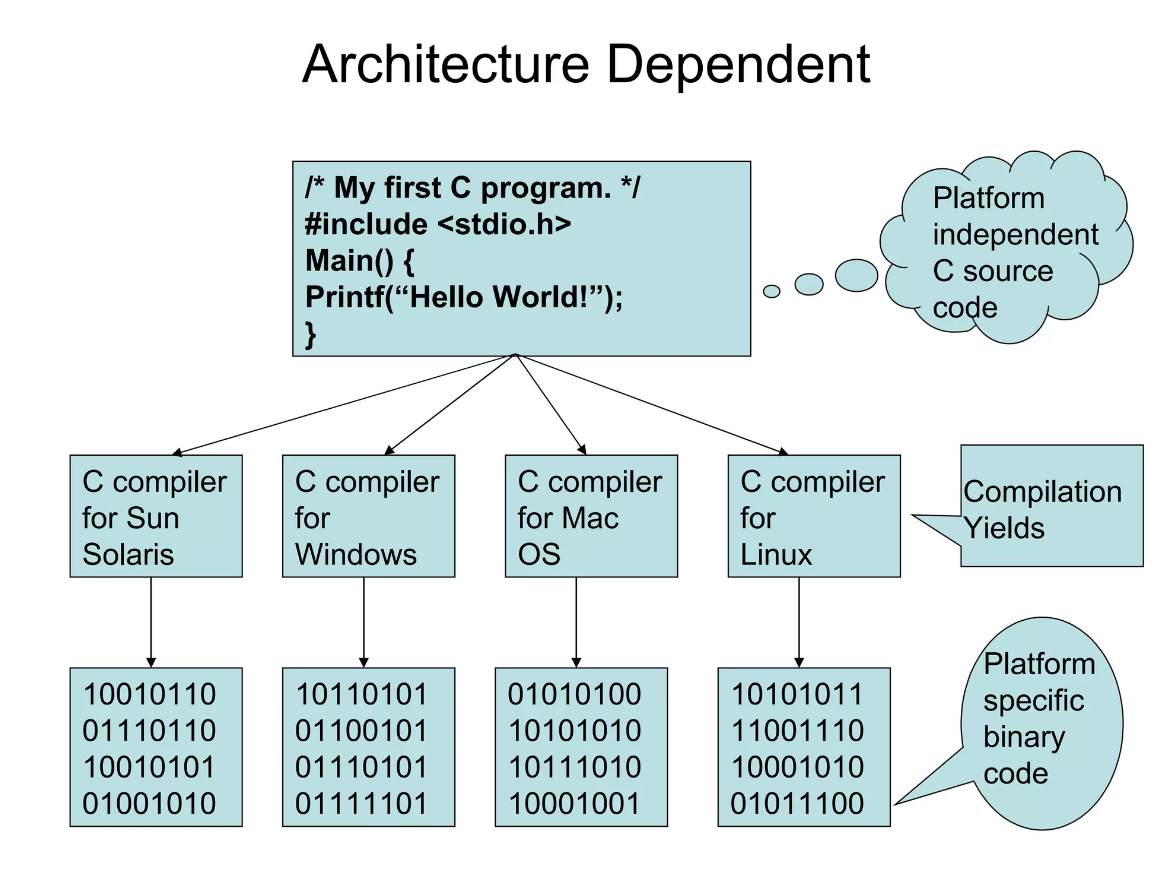 Architecture Dependent
/* My first C program. */
#include <stdio.h>
Main() {
Printf(“Hello World!”);
}
Platform
independent
C source
code
C compiler
for Sun
Solaris
C compiler
for
Windows
C compiler
for Mac
OS
C compiler
for
Linux
Compilation
Yields
10010110
01110110
10010101
01001010
10110101
01100101
01110101
01111101
01010100
10101010
10111010
10001001
10101011
11001110
10001010
01011100
Platform
specific
binary
code